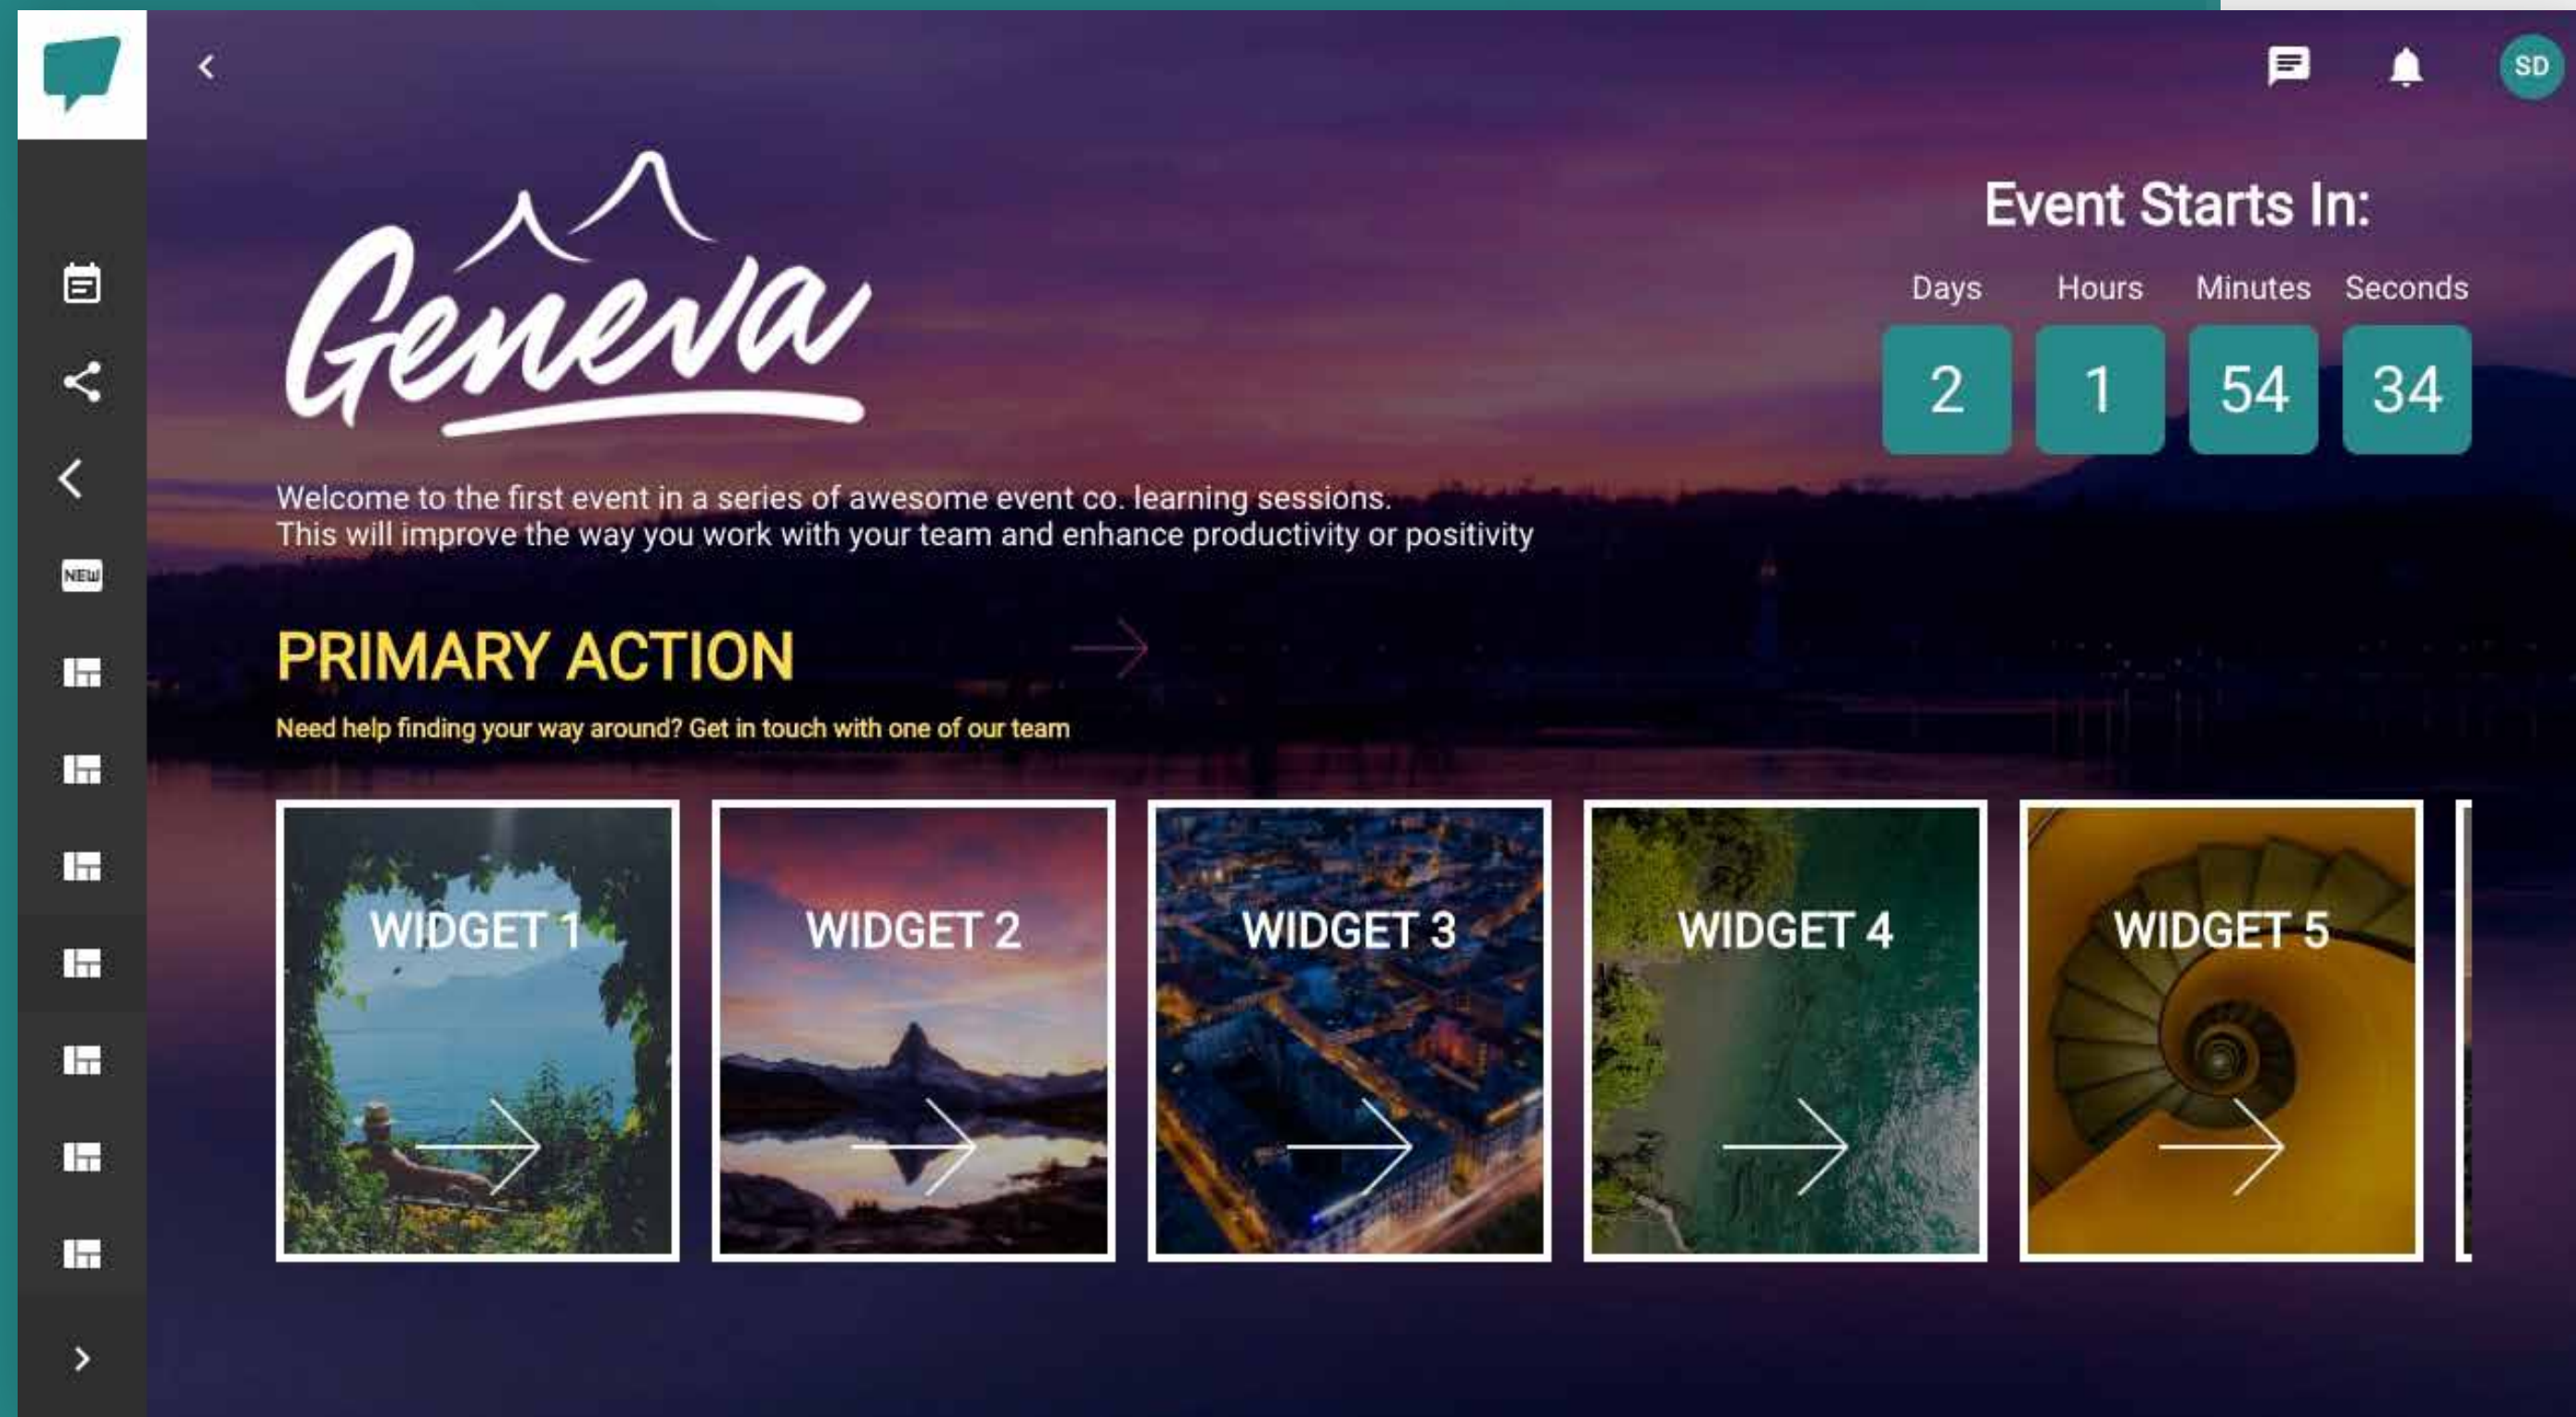 SD
Geneva
Event Starts In:
Days Hours Minutes Seconds
2 1 54 34
Welcome to the first event in a series of awesome event co. learning sessions.
This will improve the way you work with your team and enhance productivity or positivity
NEW
PRIMARY ACTION
Need help finding your way around? Get in touch with one of our team
WIDGET 1
WIDGET 2
WIDGET 3
WIDGET 4
WIDGET 5